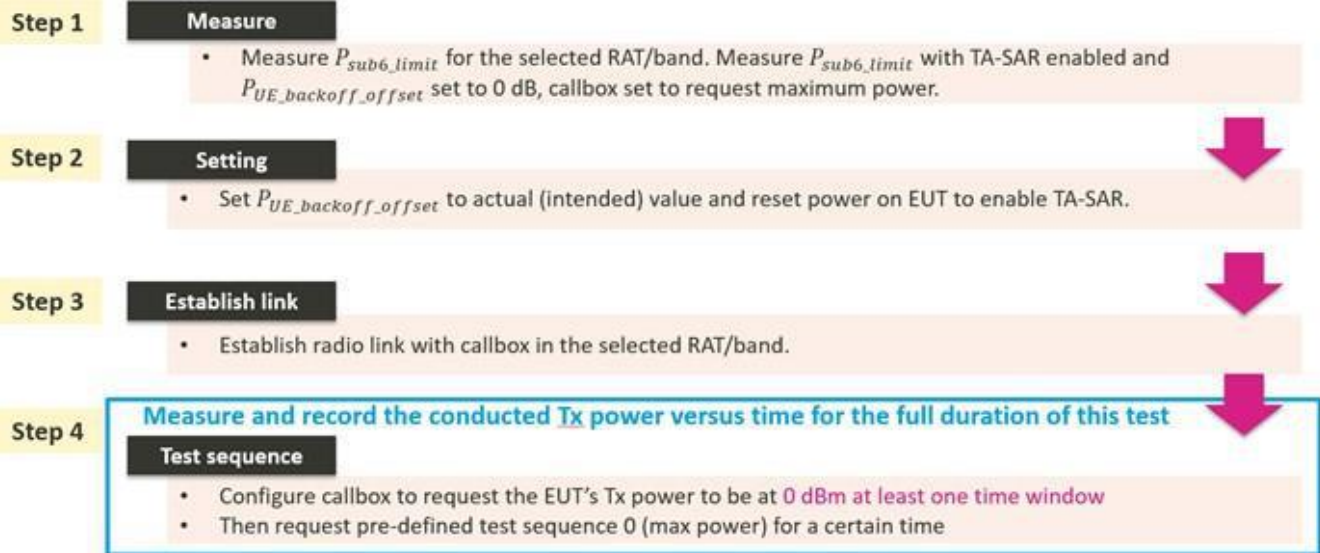 Step 1
Measure
• Measure P_sub6_limit for the selected RAT/band. Measure P_sub6_limit with TA-SAR enabled and
P_UE_backoff_offset set to 0 dB, callbox set to request maximum power.
Step 2
Setting
• Set P_UE_backoff_offset to actual (intended) value and reset power on EUT to enable TA-SAR.
Step 3
Establish link
• Establish radio link with callbox in the selected RAT/band.
Step 4
Measure and record the conducted Tx power versus time for the full duration of this test
Test sequence
• Configure callbox to request the EUT's Tx power to be at 0 dBm at least one time window
• Then request pre-defined test sequence 0 (max power) for a certain time